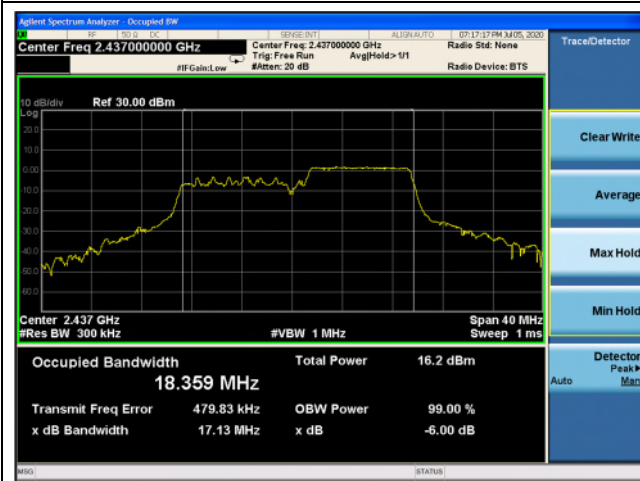 Agilent Spectrum Analyzer - Occupied BW
RF 50 Ω DC SENSE:INT ALIGN AUTO 07:17:17 PM Jul 05, 2020
Center Freq 2.437000000 GHz
Center Freq: 2.437000000 GHz
Radio Std: None
Trig: Free Run Avg|Hold>1/1
#IFGain:Low #Atten: 20 dB Radio Device: BTS
Trace/Detector
10 dB/div Ref 30.00 dBm
Log
20.0
10.0
0.00
-10.0
-20.0
-30.0
-40.0
-50.0
-60.0
Center 2.437 GHz Span 40 MHz
#Res BW 300 kHz #VBW 1 MHz Sweep 1 ms
Occupied Bandwidth Total Power 16.2 dBm
18.359 MHz
Transmit Freq Error 479.83 kHz OBW Power 99.00 %
x dB Bandwidth 17.13 MHz x dB -6.00 dB
Clear Write
Average
Max Hold
Min Hold
Detector
Peak▶
Auto Man
MSG STATUS